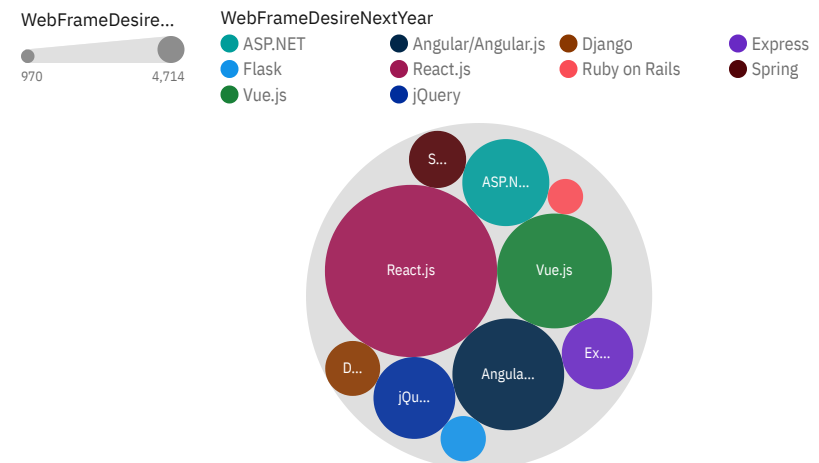 WebFrameDesire...
970
4,714
WebFrameDesireNextYear
ASP.NET
Angular/Angular.js
Django
Express
Flask
React.js
Ruby on Rails
Spring
Vue.js
jQuery
S...
ASP.N...
React.js
Vue.js
Ex...
D...
Angula...
jQu...